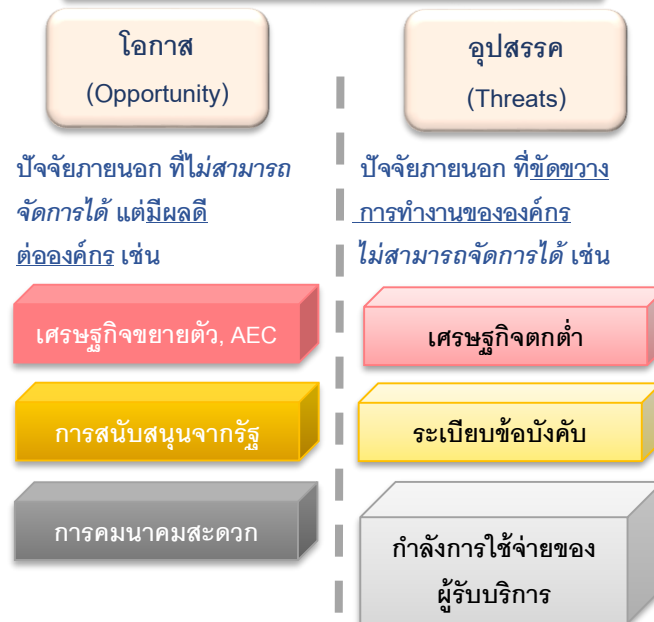 โอกาส
(Opportunity)
ปัจจัยภายนอก ที่ไม่สามารถ
จัดการได้ แต่มีผลดี
ต่อองค์กร เช่น
เศรษฐกิจขยายตัว, AEC
การสนับสนุนจากรัฐ
การคมนาคมสะดวก
อุปสรรค
(Threats)
ปัจจัยภายนอก ที่ขัดขวาง
การทำงานขององค์กร
ไม่สามารถจัดการได้ เช่น
เศรษฐกิจตกต่ำ
ระเบียบข้อบังคับ
กำลังการใช้จ่ายของ
ผู้รับบริการ